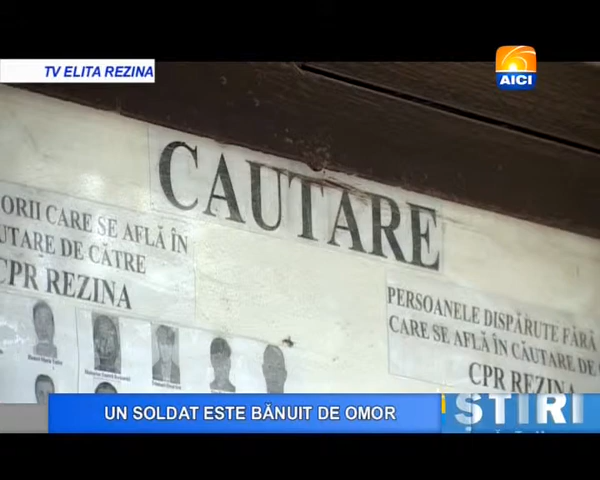 TV ELITA REZINA
AICI
CAUTARE
ORII CARE SE AFLĂ ÎN
UTARE DE CĂTRE
CPR REZINA
PERSOANELE DISPĂRUTE FĂRĂ
CARE SE AFLĂ ÎN CĂUTARE DE
CPR REZINA
UN SOLDAT ESTE BĂNUIT DE OMOR
ȘTIRI